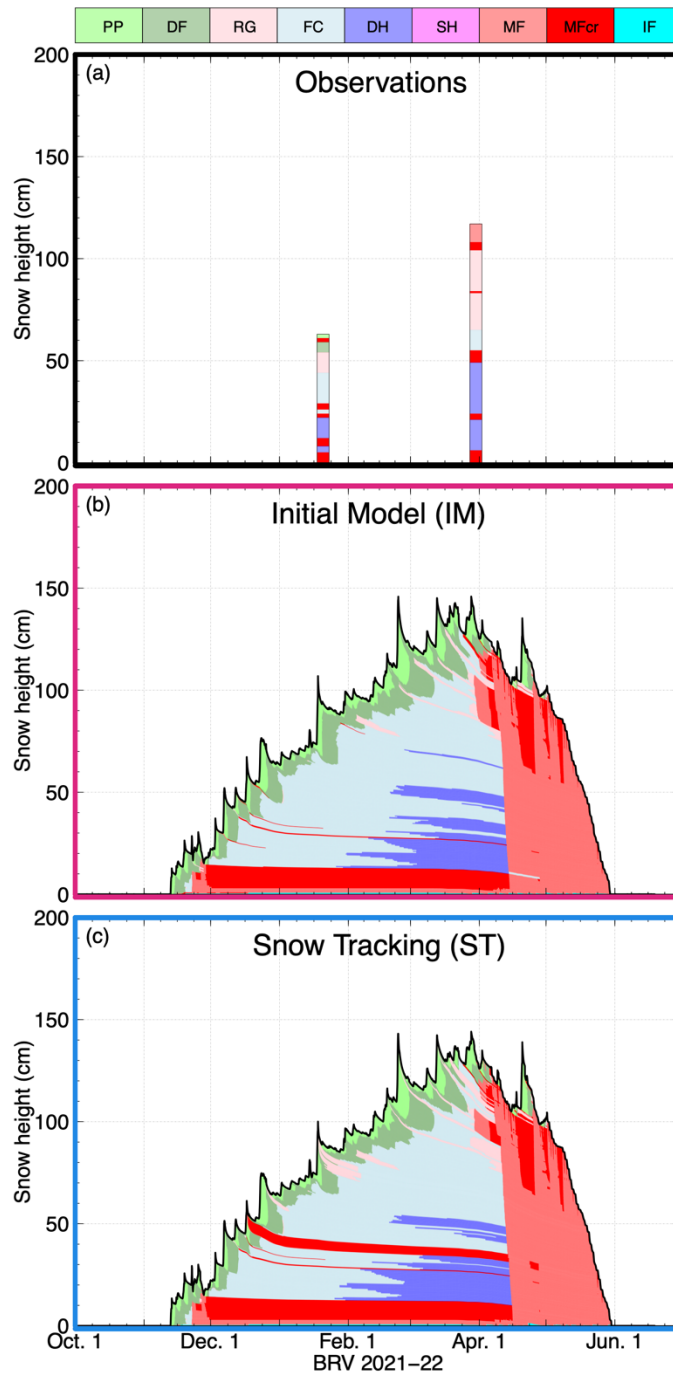 PP DF RG FC DH SH MF MFcr IF
200
(a) Observations
150
100
50
0
Snow height (cm)
200
(b) Initial Model (IM)
150
100
50
0
Snow height (cm)
200
(c) Snow Tracking (ST)
150
100
50
0
Snow height (cm)
Oct. 1 Dec. 1 Feb. 1 Apr. 1 Jun. 1
BRV 2021−22